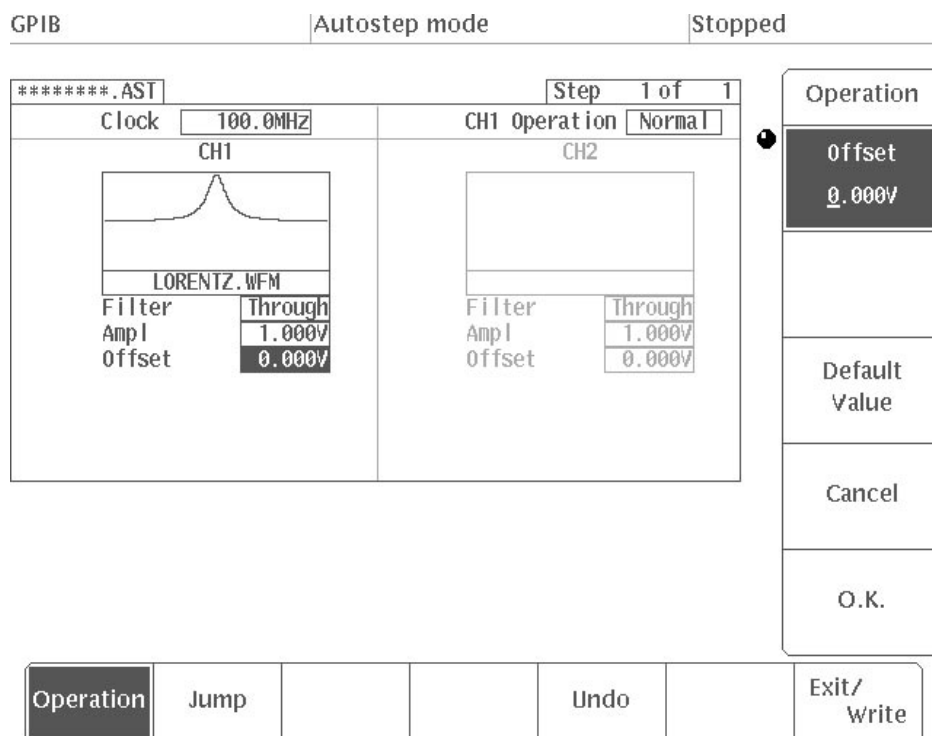 GPIB Autostep mode Stopped
********.AST Step 1 of 1
Clock 100.0MHz CH1 Operation Normal
CH1 CH2
LORENTZ.WFM
Filter Through Filter Through
Ampl 1.000V Ampl 1.000V
Offset 0.000V Offset 0.000V
Operation
Offset
0.000V
Default
Value
Cancel
O.K.
Operation Jump Undo Exit/
Write